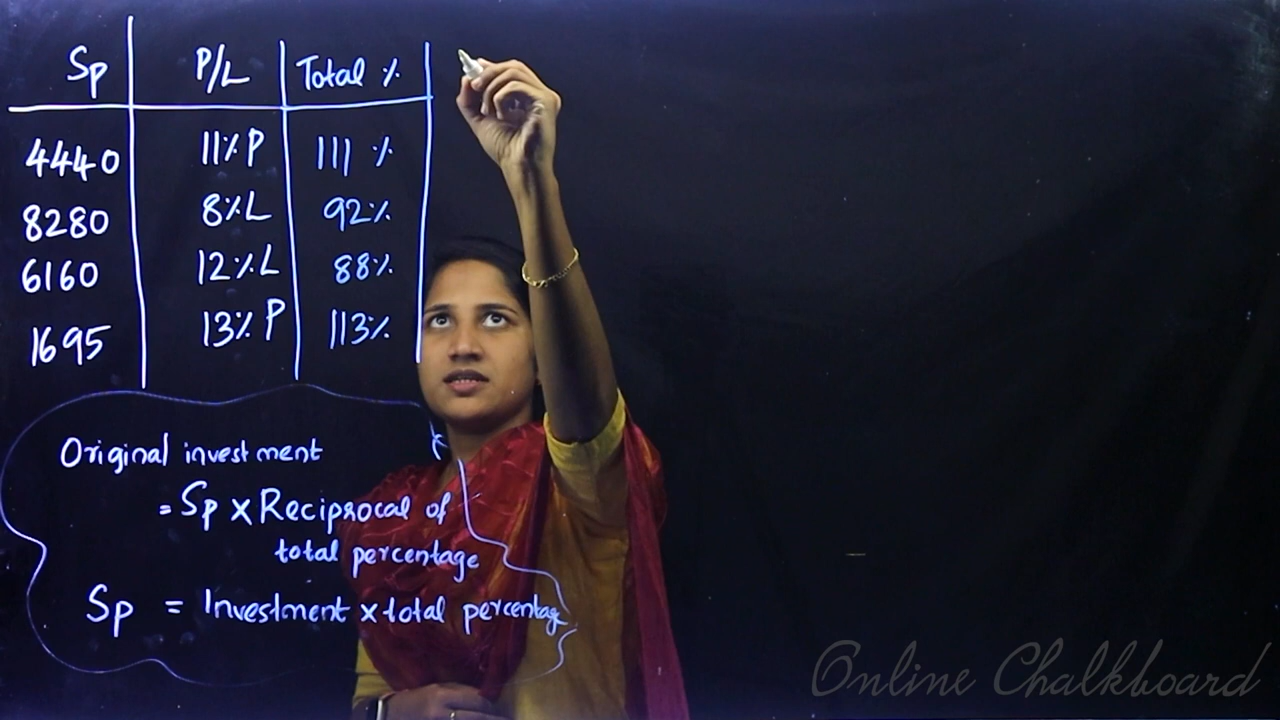 Sp P/L Total %
4440 11% P 111 %
8280 8% L 92%
6160 12% L 88%
1695 13% P 113%
Original investment
= Sp x Reciprocal of
total percentage
Sp = Investment x total percentage
Online Chalkboard